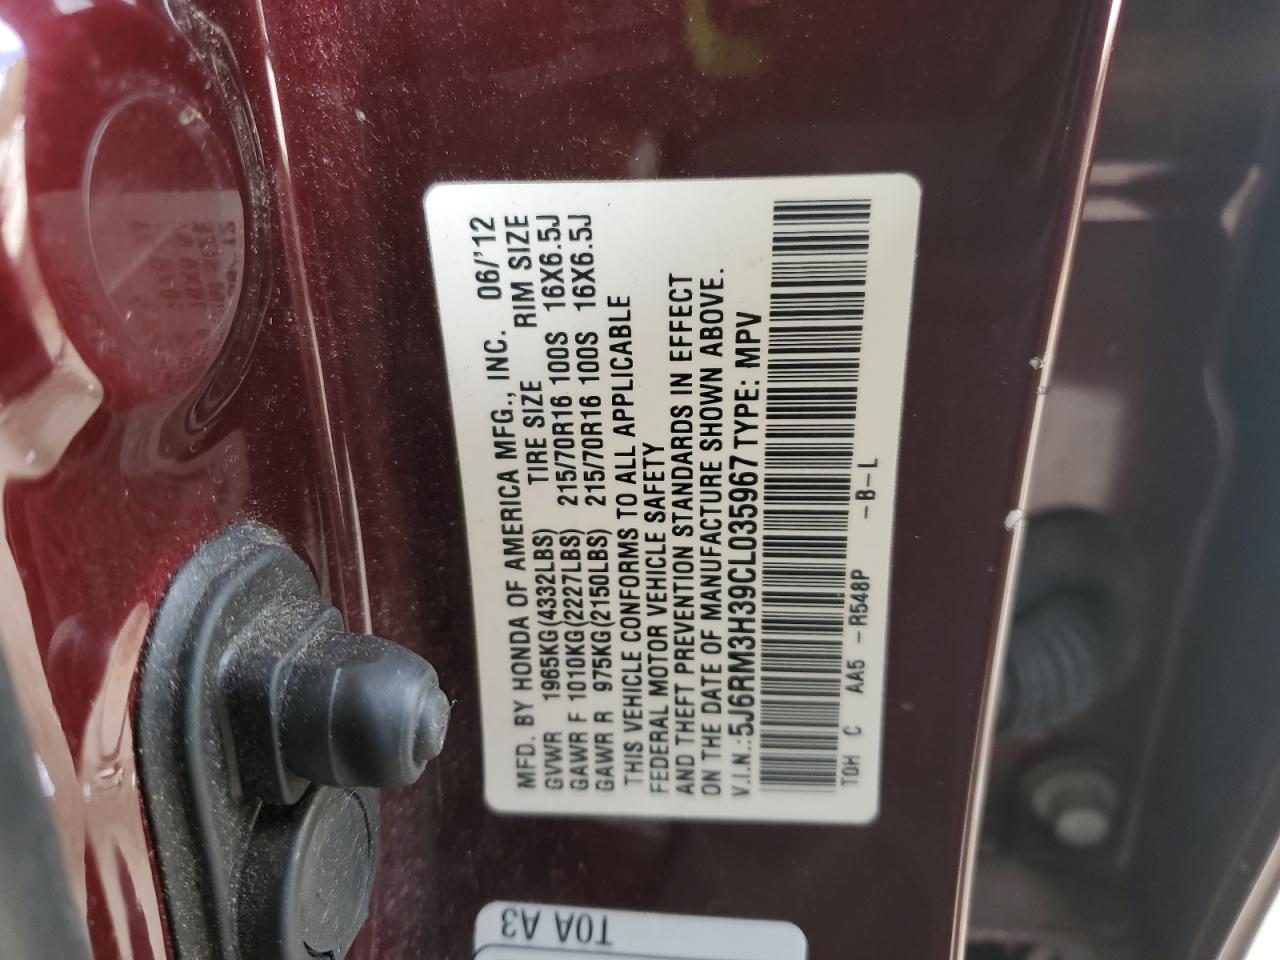 MFD. BY HONDA OF AMERICA MFG., INC. 06/'12
GVWR 1965KG(4332LBS) TIRE SIZE RIM SIZE
GAWR F 1010KG(2227LBS) 215/70R16 100S 16X6.5J
GAWR R 975KG(2150LBS) 215/70R16 100S 16X6.5J
THIS VEHICLE CONFORMS TO ALL APPLICABLE
FEDERAL MOTOR VEHICLE SAFETY
AND THEFT PREVENTION STANDARDS IN EFFECT
ON THE DATE OF MANUFACTURE SHOWN ABOVE.
V.I.N.: 5J6RM3H39CL035967 TYPE: MPV
TOH C AA5 -R548P -B-L
T0A A3